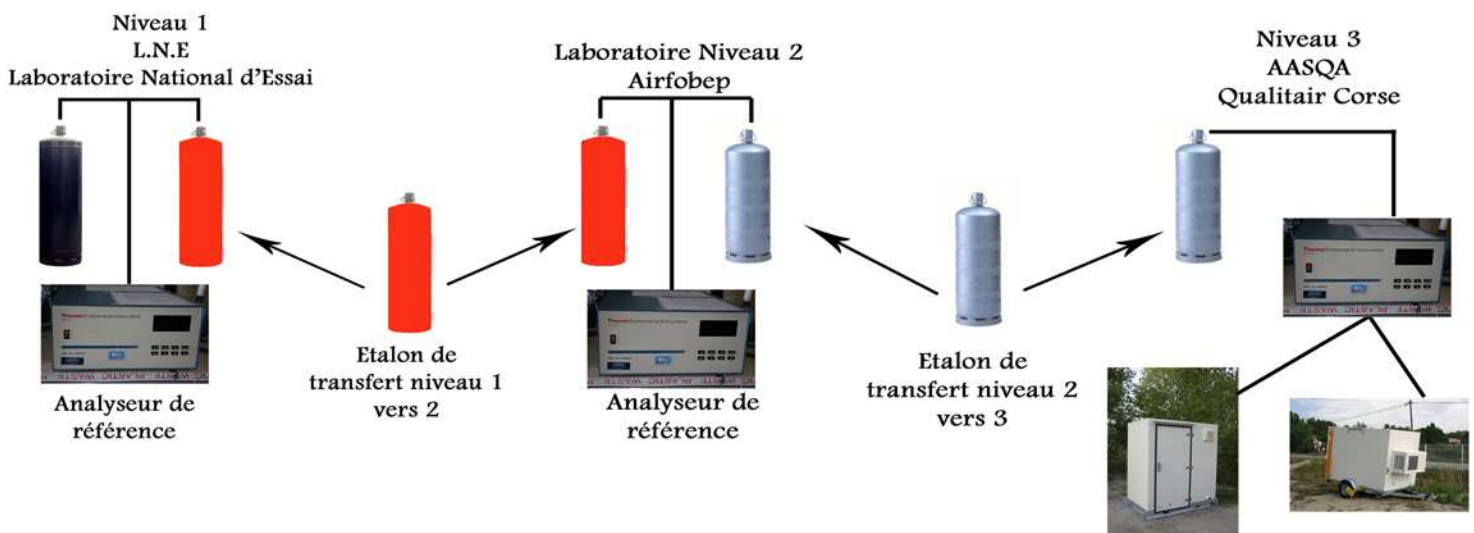 Niveau 1
L.N.E
Laboratoire National d'Essai
Analyseur de
référence
Etalon de
transfert niveau 1
vers 2
Laboratoire Niveau 2
Airfobep
Analyseur de
référence
Etalon de
transfert niveau 2
vers 3
Niveau 3
AASQA
Qualitair Corse